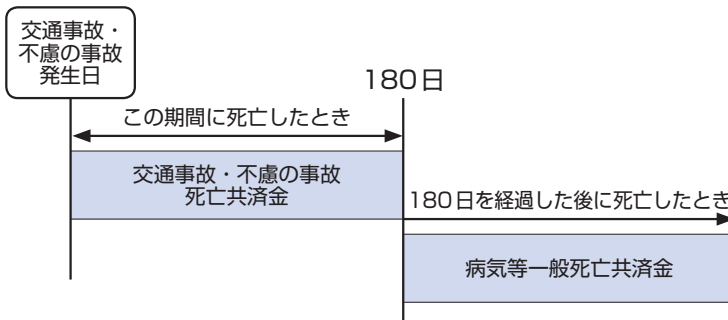 交通事故・
不慮の事故
発生日
180日
この期間に死亡したとき
交通事故・不慮の事故
死亡共済金
180日を経過した後に死亡したとき
病気等一般死亡共済金